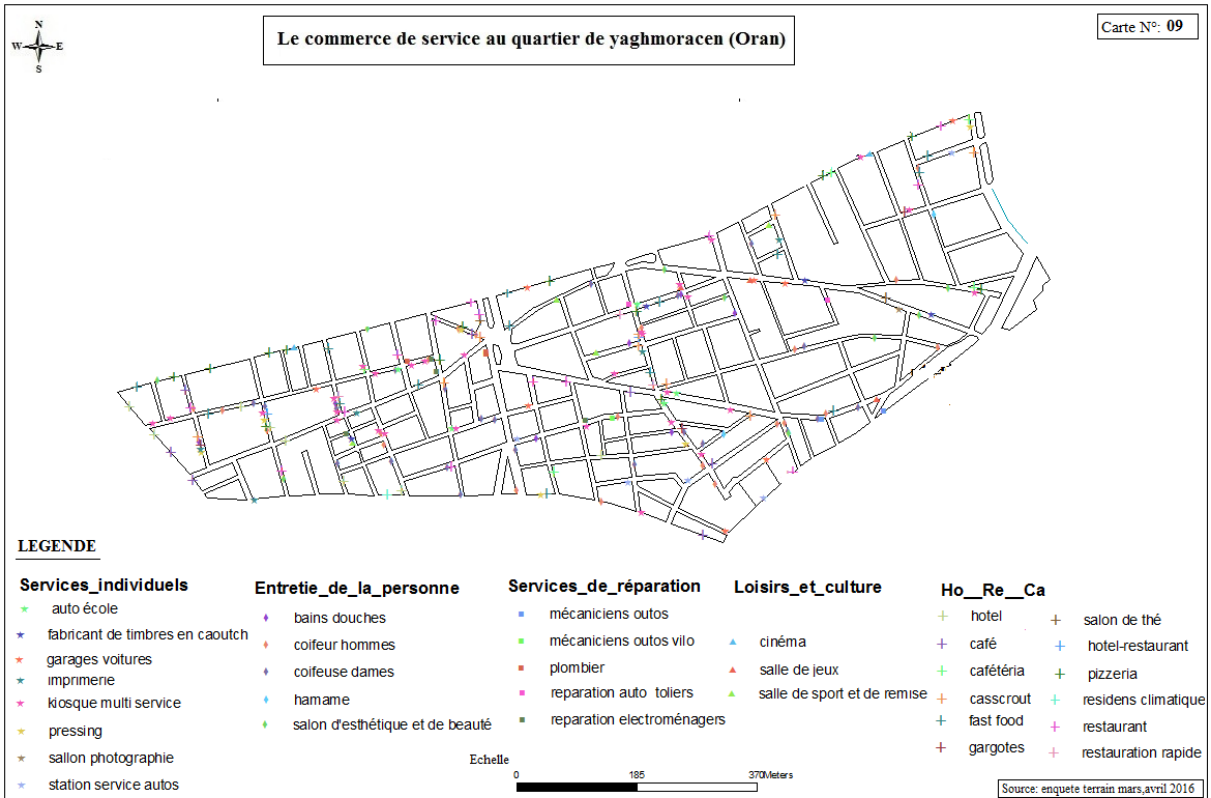 N
W E
S
Le commerce de service au quartier de yaghmoracen (Oran)
Carte N°: 09
LEGENDE
Services_individuels
auto école
fabricant de timbres en caoutch
garages voitures
imprimerie
kiosque multi service
pressing
sallon photographie
station service autos
Entretie_de_la_personne
bains douches
coifeur hommes
coifeuse dames
hamame
salon d'esthétique et de beauté
Services_de_réparation
mécaniciens outos
mécaniciens outos vilo
plombier
reparation auto toliers
reparation electroménagers
Loisirs_et_culture
cinéma
salle de jeux
salle de sport et de remise
Ho__Re__Ca
hotel
café
cafététia
casscrout
fast food
gargotes
salon de thé
hotel-restaurant
pizzeria
residens climatique
restaurant
restauration rapide
Echelle
0 185 370Meters
Source: enquete terrain mars,avril 2016